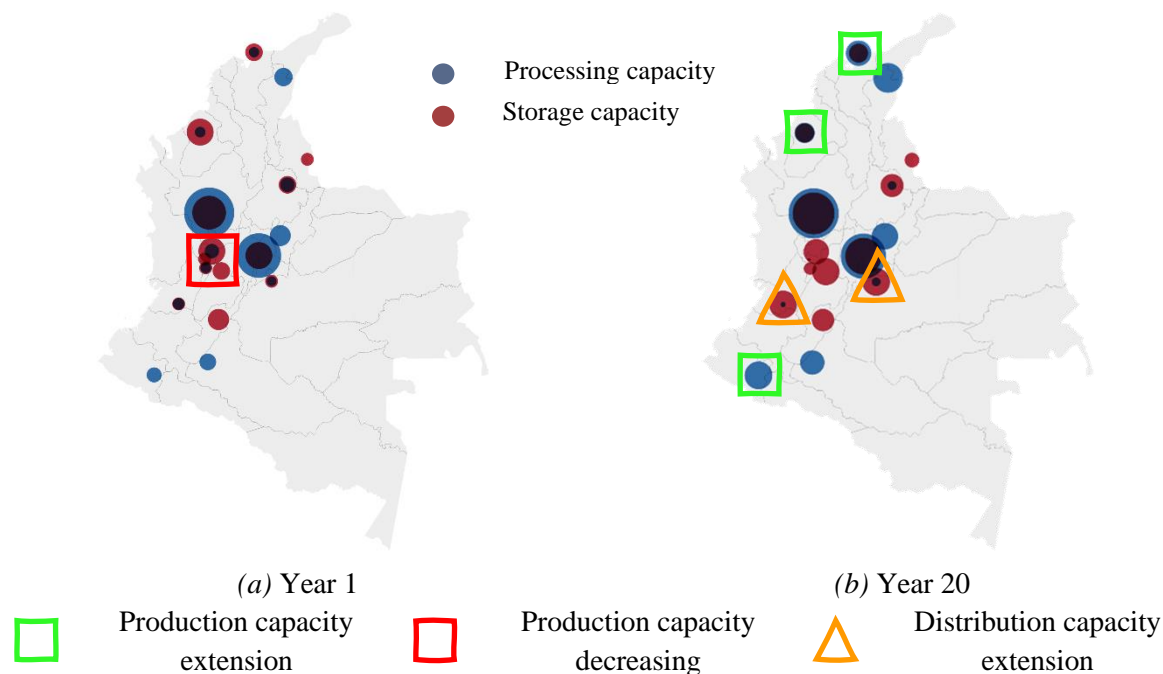 Processing capacity
Storage capacity
(a) Year 1
(b) Year 20
Production capacity
extension
Production capacity
decreasing
Distribution capacity
extension